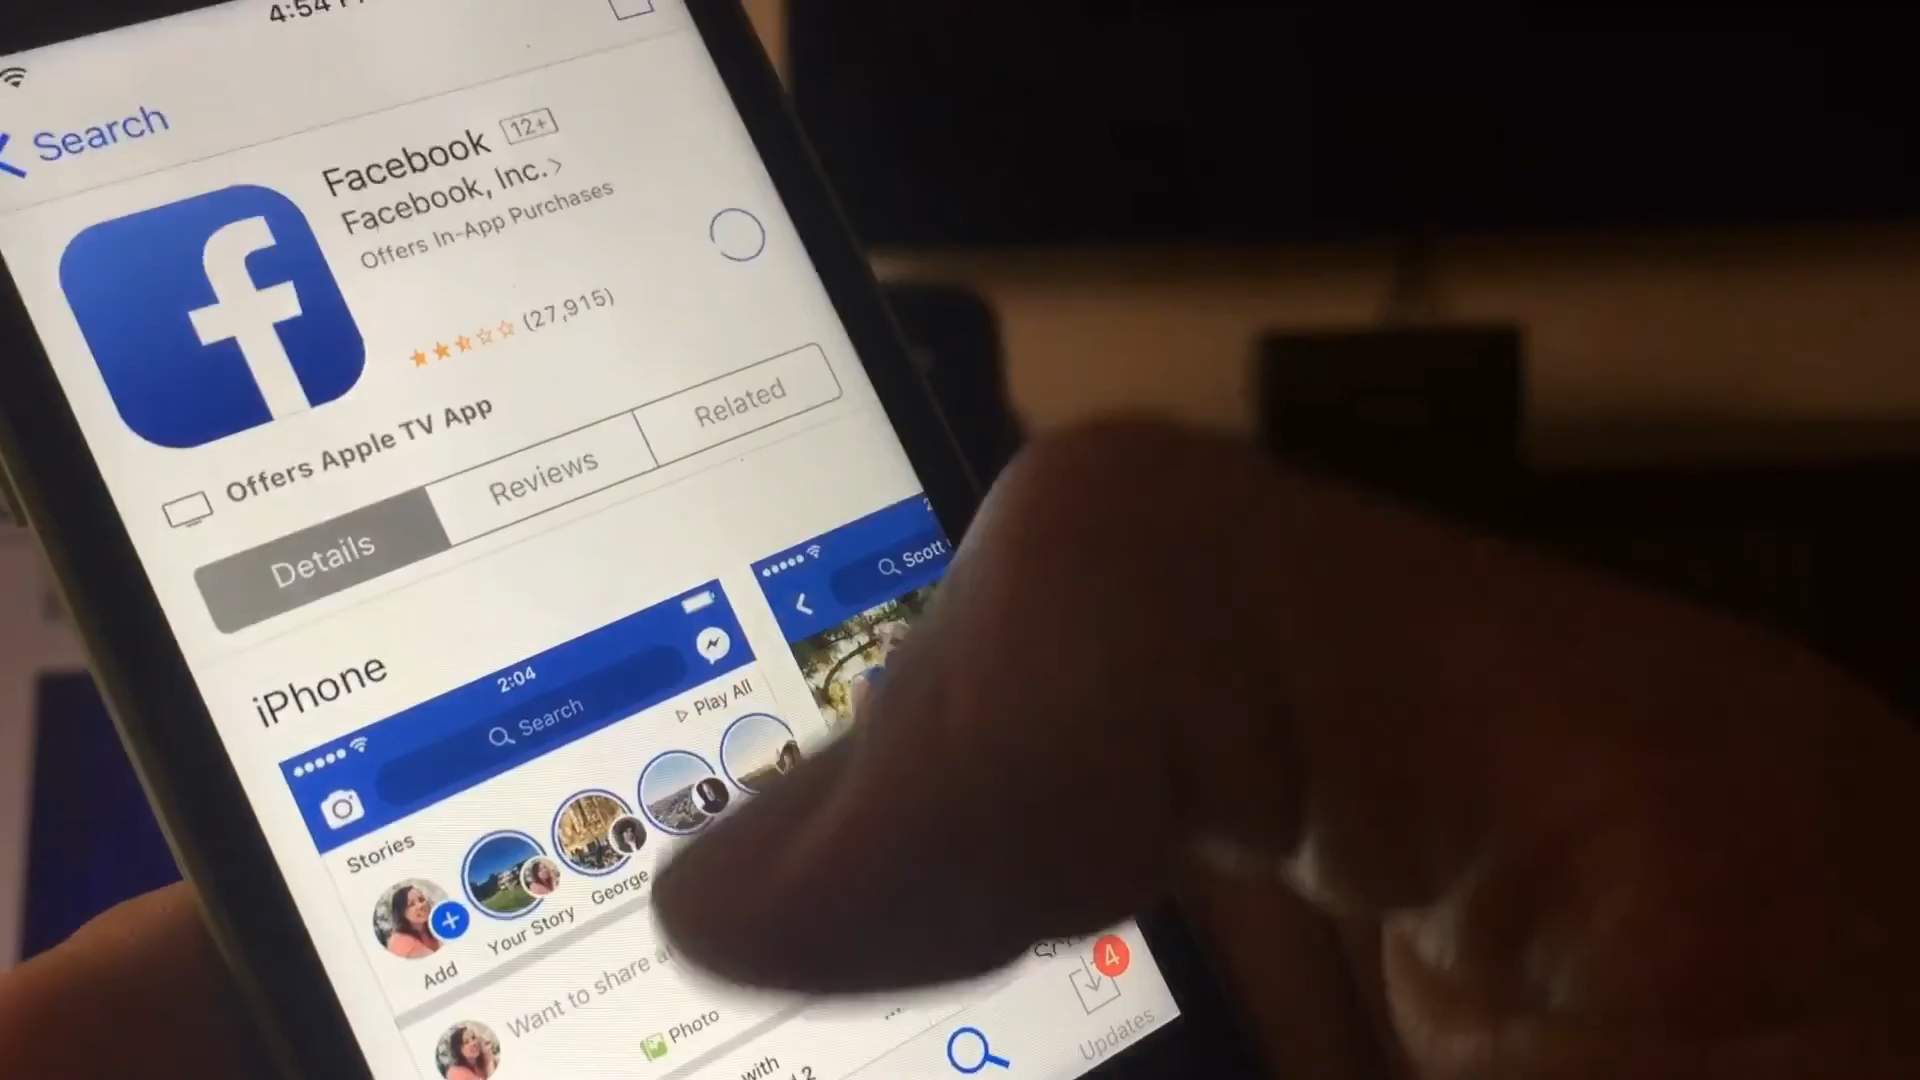 4:54
Search
Facebook 12+
Facebook, Inc. >
Offers In-App Purchases
(27,915)
Offers Apple TV App
Details
Reviews
Related
iPhone
2:04
Search
Scott
Stories
Play All
Add
Your Story
George
Want to share
Photo
with
4
Updates